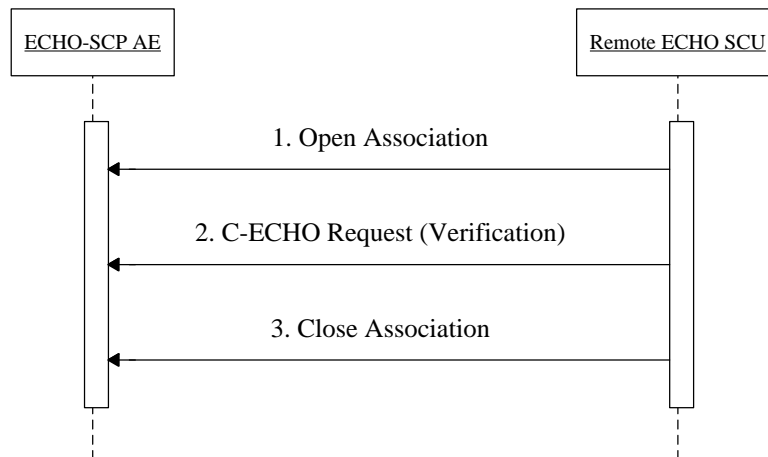 ECHO-SCP AE
Remote ECHO SCU
1. Open Association
2. C-ECHO Request (Verification)
3. Close Association